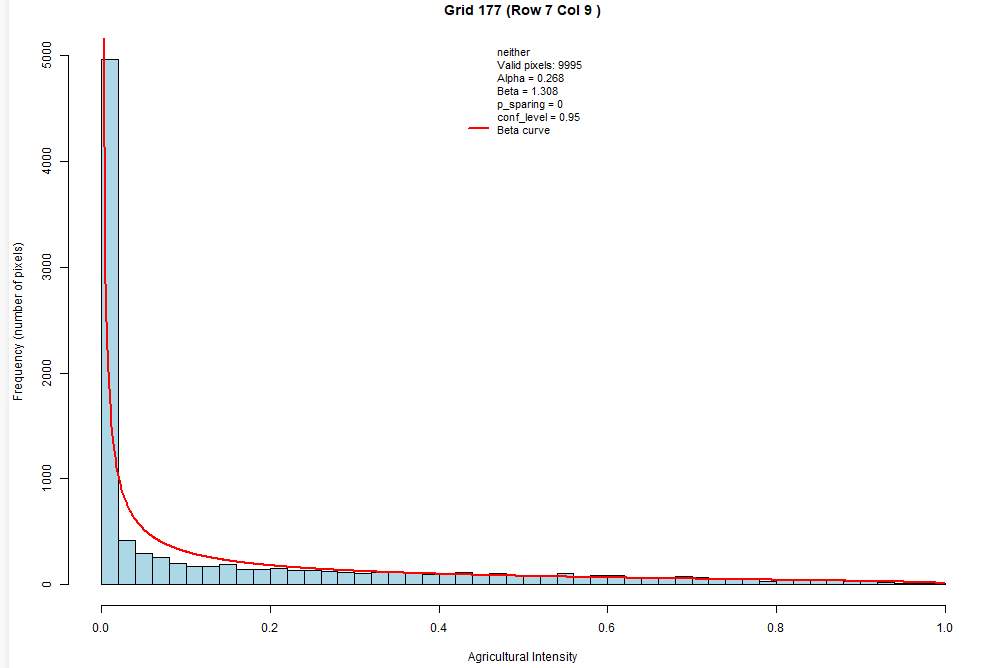 Grid 177 (Row 7 Col 9 )
neither
Valid pixels: 9995
Alpha = 0.268
Beta = 1.308
p_sparing = 0
conf_level = 0.95
Beta curve
Frequency (number of pixels)
5000
4000
3000
2000
1000
0
0.0 0.2 0.4 0.6 0.8 1.0
Agricultural Intensity